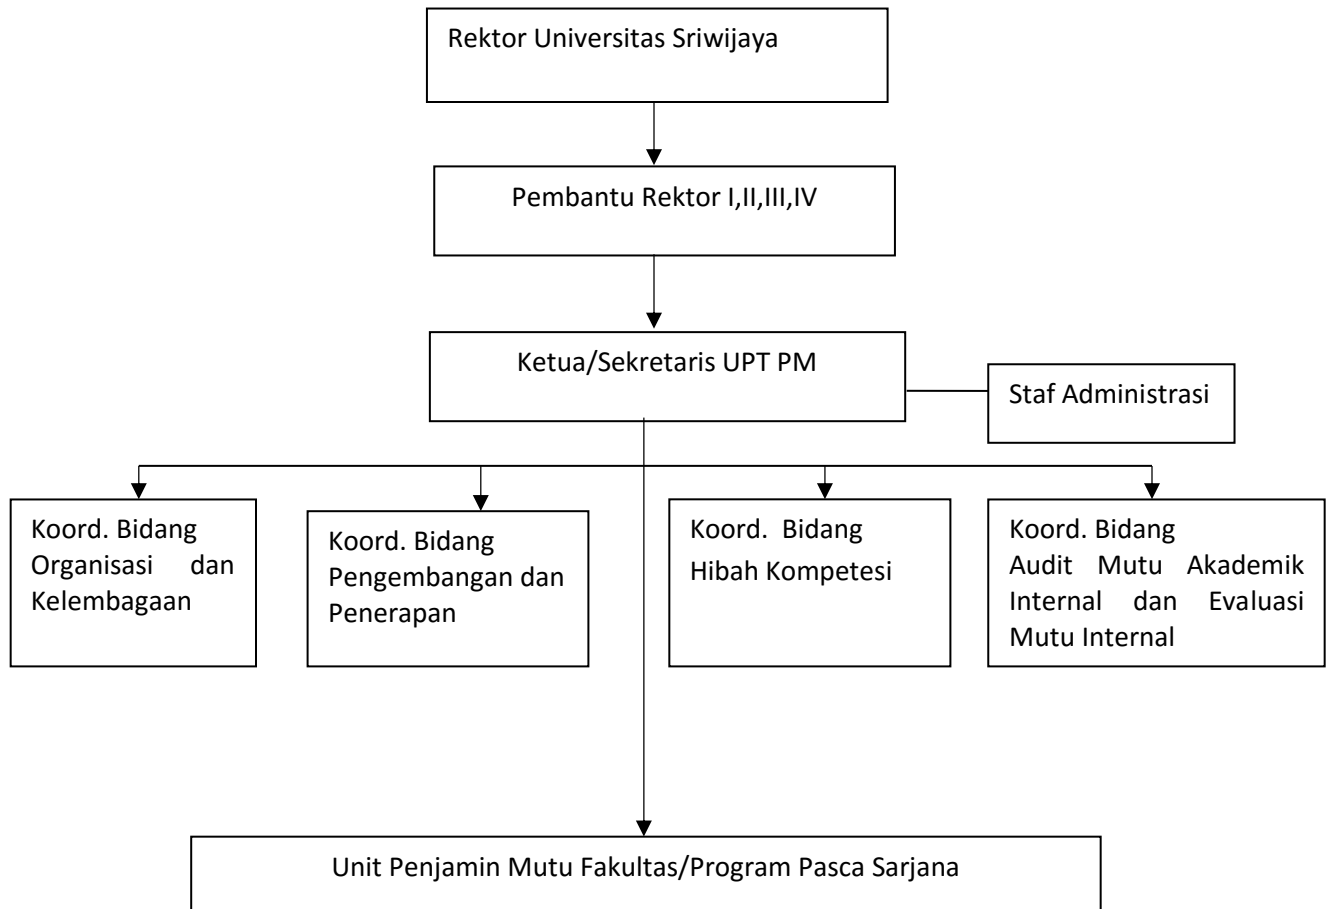 Rektor Universitas Sriwijaya
Pembantu Rektor I,II,III,IV
Ketua/Sekretaris UPT PM
Staf Administrasi
Koord. Bidang
Organisasi dan
Kelembagaan
Koord. Bidang
Pengembangan dan
Penerapan
Koord. Bidang
Hibah Kompetesi
Koord. Bidang
Audit Mutu Akademik
Internal dan Evaluasi
Mutu Internal
Unit Penjamin Mutu Fakultas/Program Pasca Sarjana